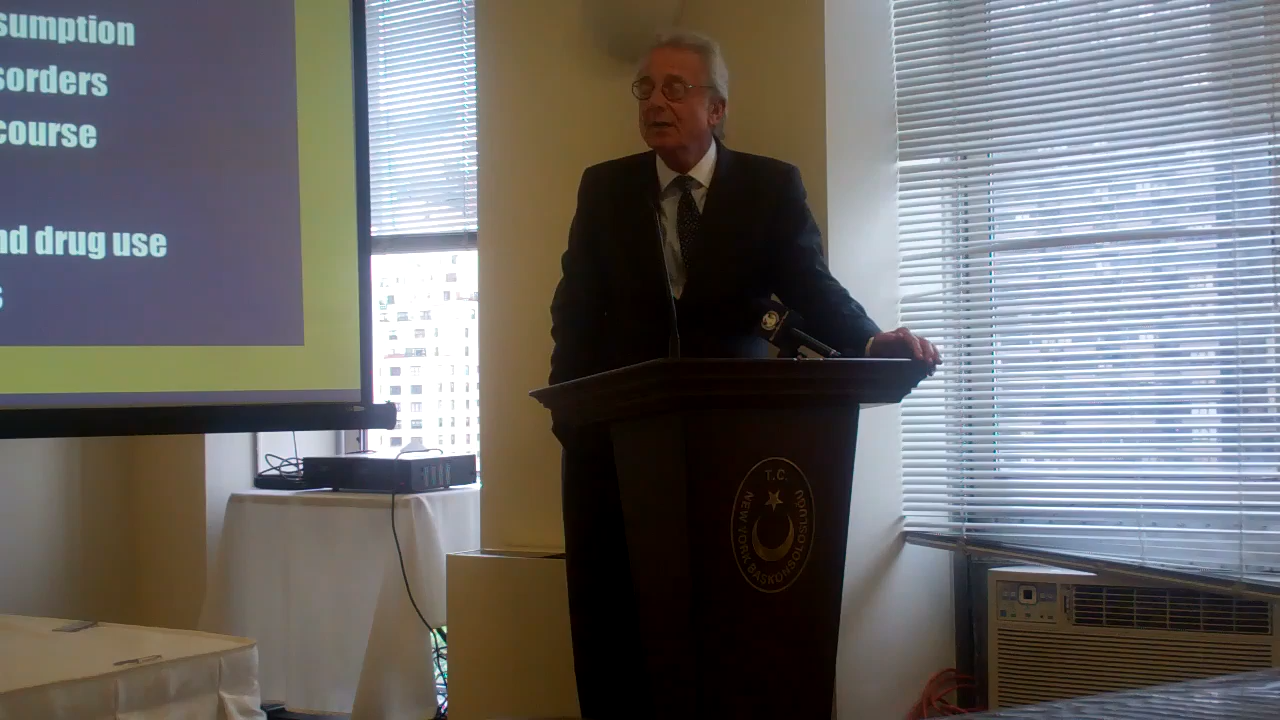 sumption
sorders
course
nd drug use
s
T.C.
NEW YORK BAŞKONSOLOSLUĞU